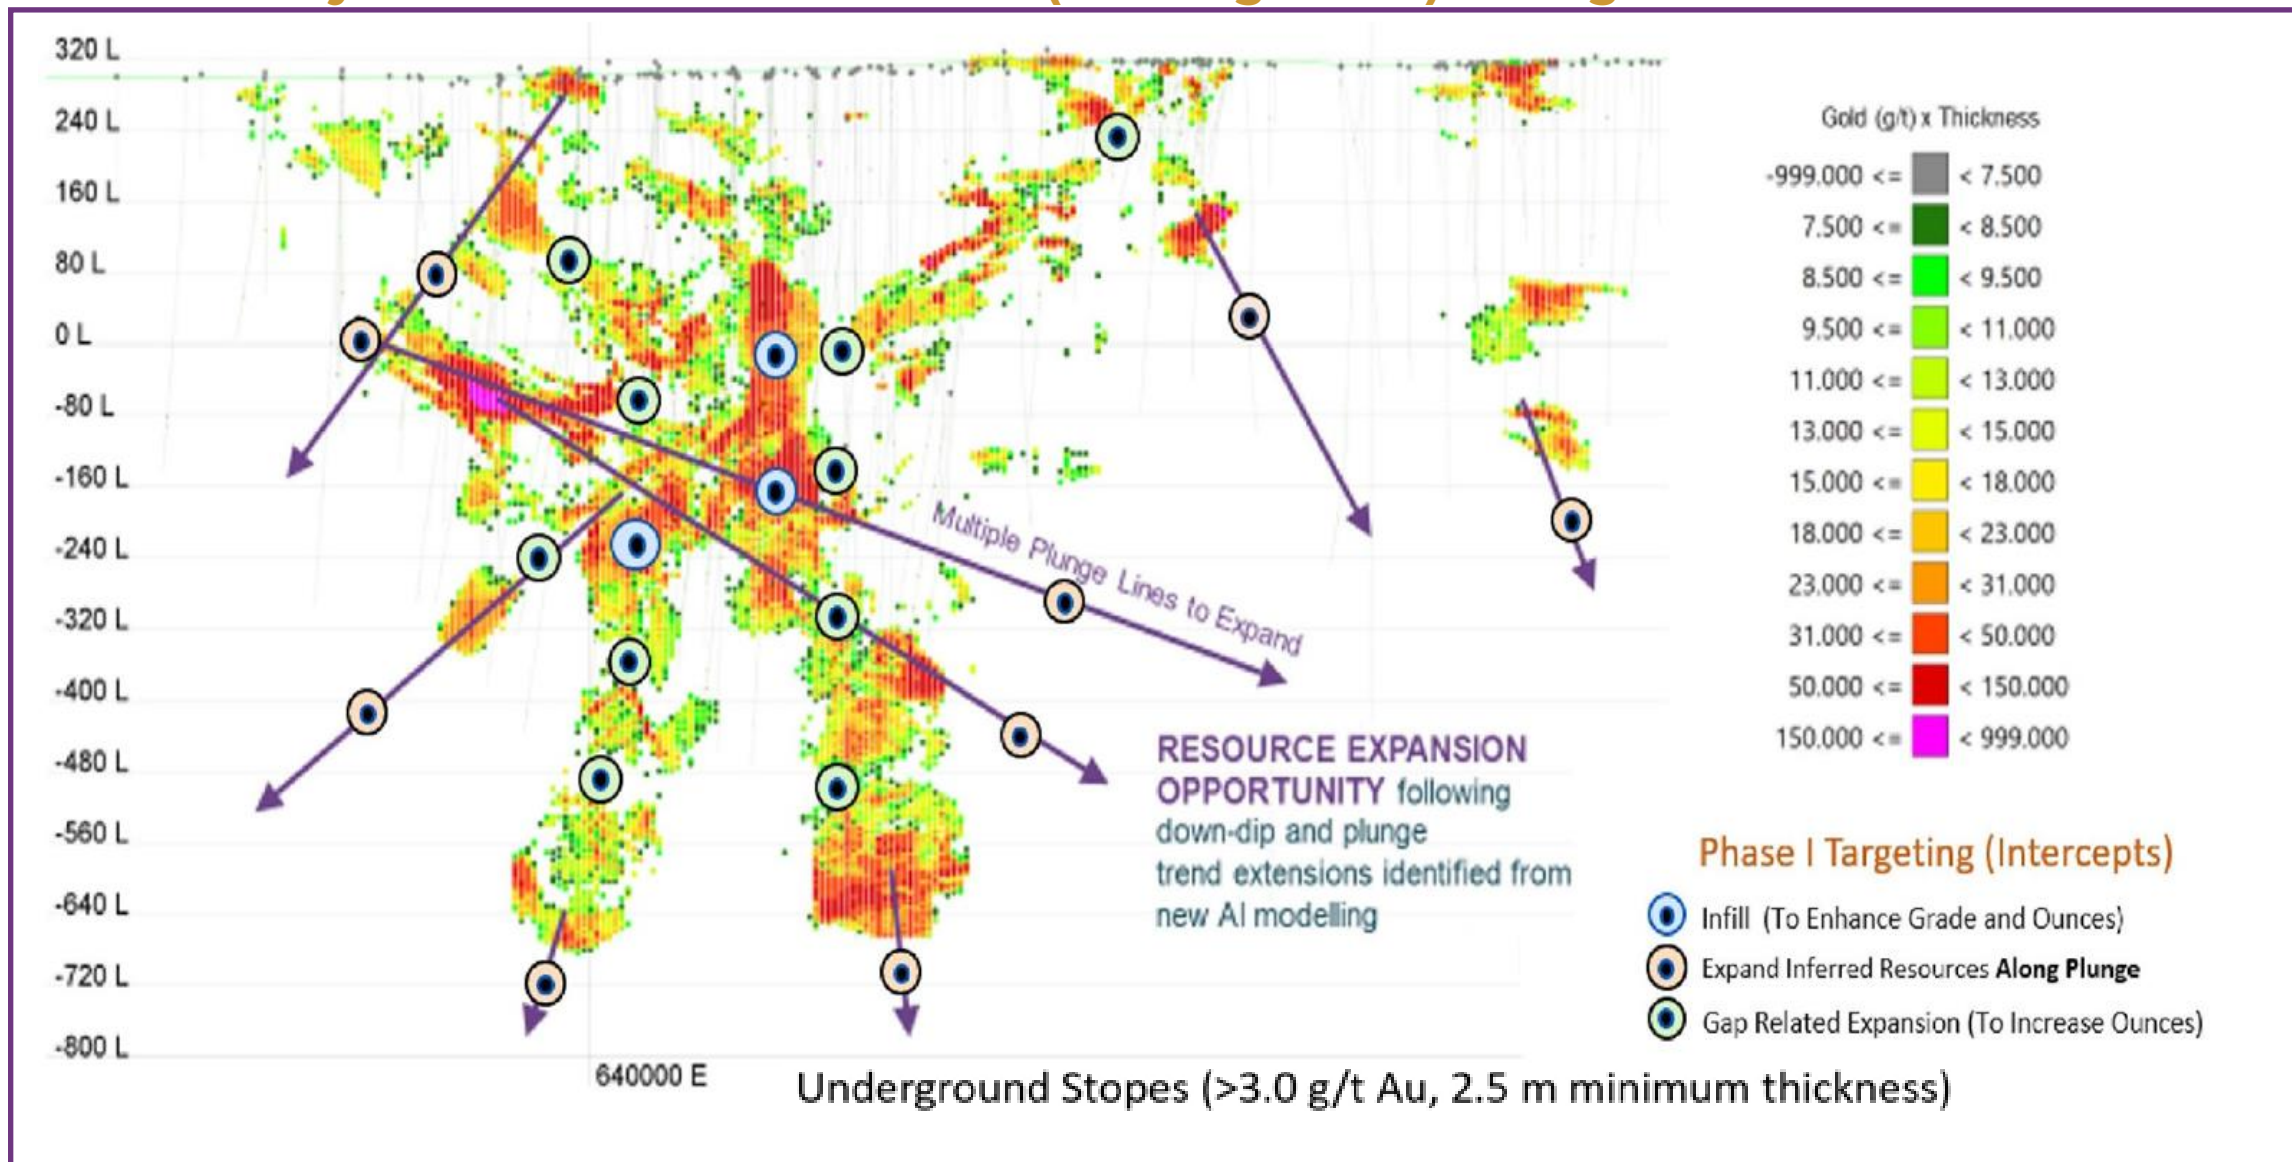 320 L
240 L
160 L
80 L
0 L
-80 L
-160 L
-240 L
-320 L
-400 L
-480 L
-560 L
-640 L
-720 L
-800 L
640000 E
Multiple Plunge Lines to Expand
RESOURCE EXPANSION
OPPORTUNITY following
down-dip and plunge
trend extensions identified from
new AI modelling
Gold (g/t) x Thickness
-999.000 <= < 7.500
7.500 <= < 8.500
8.500 <= < 9.500
9.500 <= < 11.000
11.000 <= < 13.000
13.000 <= < 15.000
15.000 <= < 18.000
18.000 <= < 23.000
23.000 <= < 31.000
31.000 <= < 50.000
50.000 <= < 150.000
150.000 <= < 999.000
Phase I Targeting (Intercepts)
Infill (To Enhance Grade and Ounces)
Expand Inferred Resources Along Plunge
Gap Related Expansion (To Increase Ounces)
Underground Stopes (>3.0 g/t Au, 2.5 m minimum thickness)